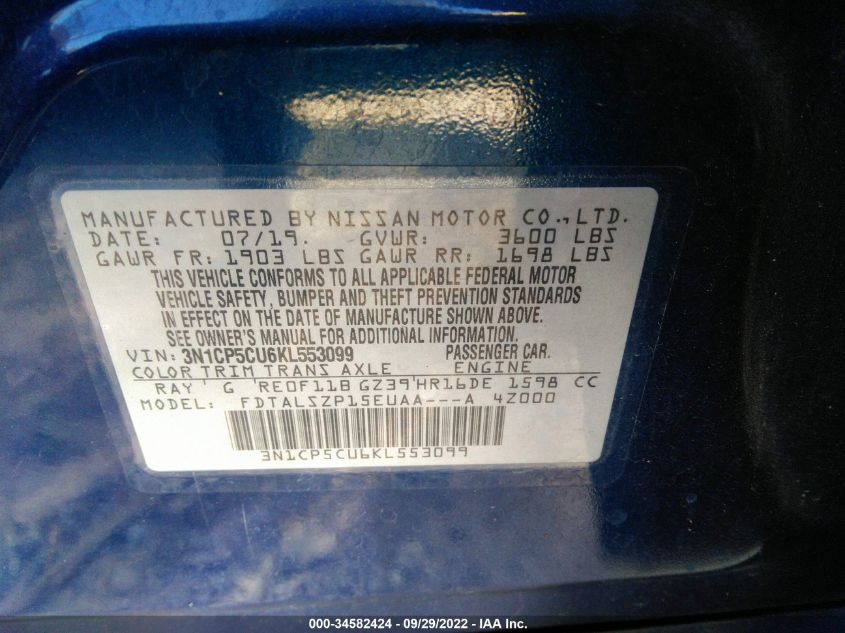 MANUFACTURED BY NISSAN MOTOR CO.,LTD.
DATE: 07/19. GVWR: 3600 LBS
GAWR FR: 1903 LBS GAWR RR: 1698 LBS
THIS VEHICLE CONFORMS TO ALL APPLICABLE FEDERAL MOTOR
VEHICLE SAFETY, BUMPER AND THEFT PREVENTION STANDARDS
IN EFFECT ON THE DATE OF MANUFACTURE SHOWN ABOVE.
SEE OWNER'S MANUAL FOR ADDITIONAL INFORMATION.
VIN: 3N1CP5CU6KL553099 PASSENGER CAR.
COLOR TRIM TRANS AXLE ENGINE
RAY ' G 'RE0F11B GZ39'HR16DE 1598 CC
MODEL: FDTALSZP15EUAA---A 4Z000
3N1CP5CU6KL553099
000-34582424 | 09/29/2022 - IAA Inc.